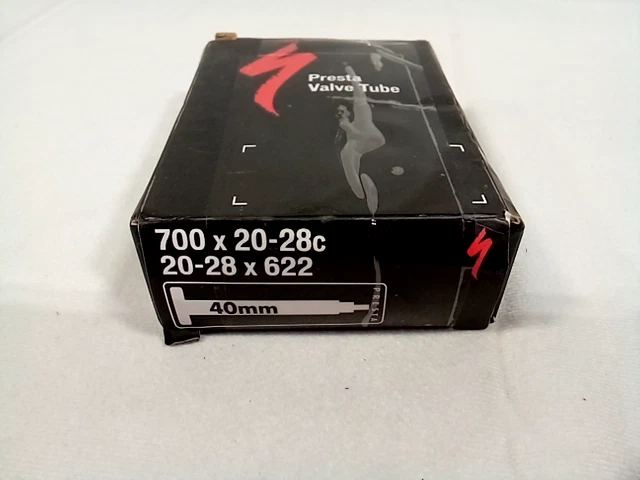 Presta
Valve Tube
700 x 20-28c
20-28 x 622
40mm
PRESTA